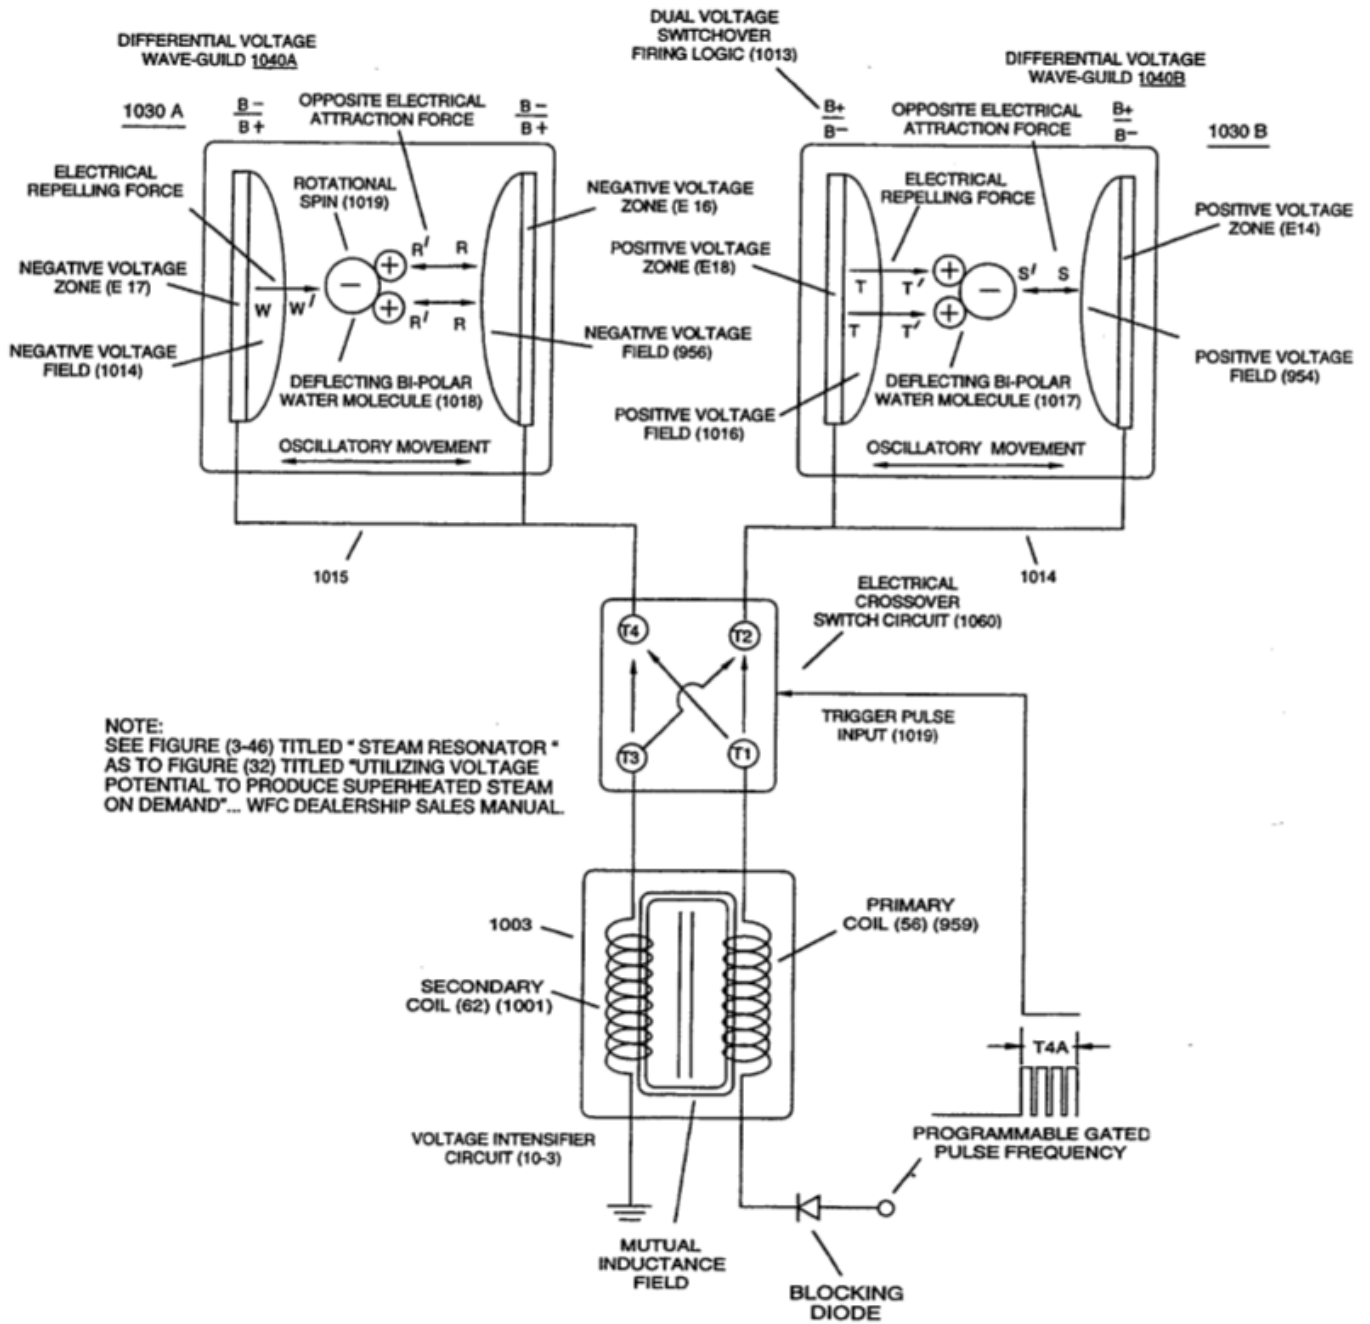 DUAL VOLTAGE
SWITCHOVER
FIRING LOGIC (1013)
DIFFERENTIAL VOLTAGE
WAVE-GUILD 1040A
DIFFERENTIAL VOLTAGE
WAVE-GUILD 1040B
1030 A
B -
B +
OPPOSITE ELECTRICAL
ATTRACTION FORCE
B -
B +
B+
B-
OPPOSITE ELECTRICAL
ATTRACTION FORCE
B+
B-
1030 B
ELECTRICAL
REPELLING FORCE
ROTATIONAL
SPIN (1019)
NEGATIVE VOLTAGE
ZONE (E 16)
NEGATIVE VOLTAGE
ZONE (E 17)
W W'
−
+
+
R' R
R' R
NEGATIVE VOLTAGE
FIELD (1014)
NEGATIVE VOLTAGE
FIELD (956)
DEFLECTING BI-POLAR
WATER MOLECULE (1018)
OSCILLATORY MOVEMENT
ELECTRICAL
REPELLING FORCE
POSITIVE VOLTAGE
ZONE (E14)
POSITIVE VOLTAGE
ZONE (E18)
T T'
T T'
+
+
−
S' S
POSITIVE VOLTAGE
FIELD (954)
DEFLECTING BI-POLAR
WATER MOLECULE (1017)
POSITIVE VOLTAGE
FIELD (1016)
OSCILLATORY MOVEMENT
1015
1014
ELECTRICAL
CROSSOVER
SWITCH CIRCUIT (1060)
T4 T2
T3 T1
TRIGGER PULSE
INPUT (1019)
NOTE:
SEE FIGURE (3-46) TITLED " STEAM RESONATOR "
AS TO FIGURE (32) TITLED "UTILIZING VOLTAGE
POTENTIAL TO PRODUCE SUPERHEATED STEAM
ON DEMAND"... WFC DEALERSHIP SALES MANUAL.
1003
PRIMARY
COIL (56) (959)
SECONDARY
COIL (62) (1001)
T4A
VOLTAGE INTENSIFIER
CIRCUIT (10-3)
PROGRAMMABLE GATED
PULSE FREQUENCY
MUTUAL
INDUCTANCE
FIELD
BLOCKING
DIODE